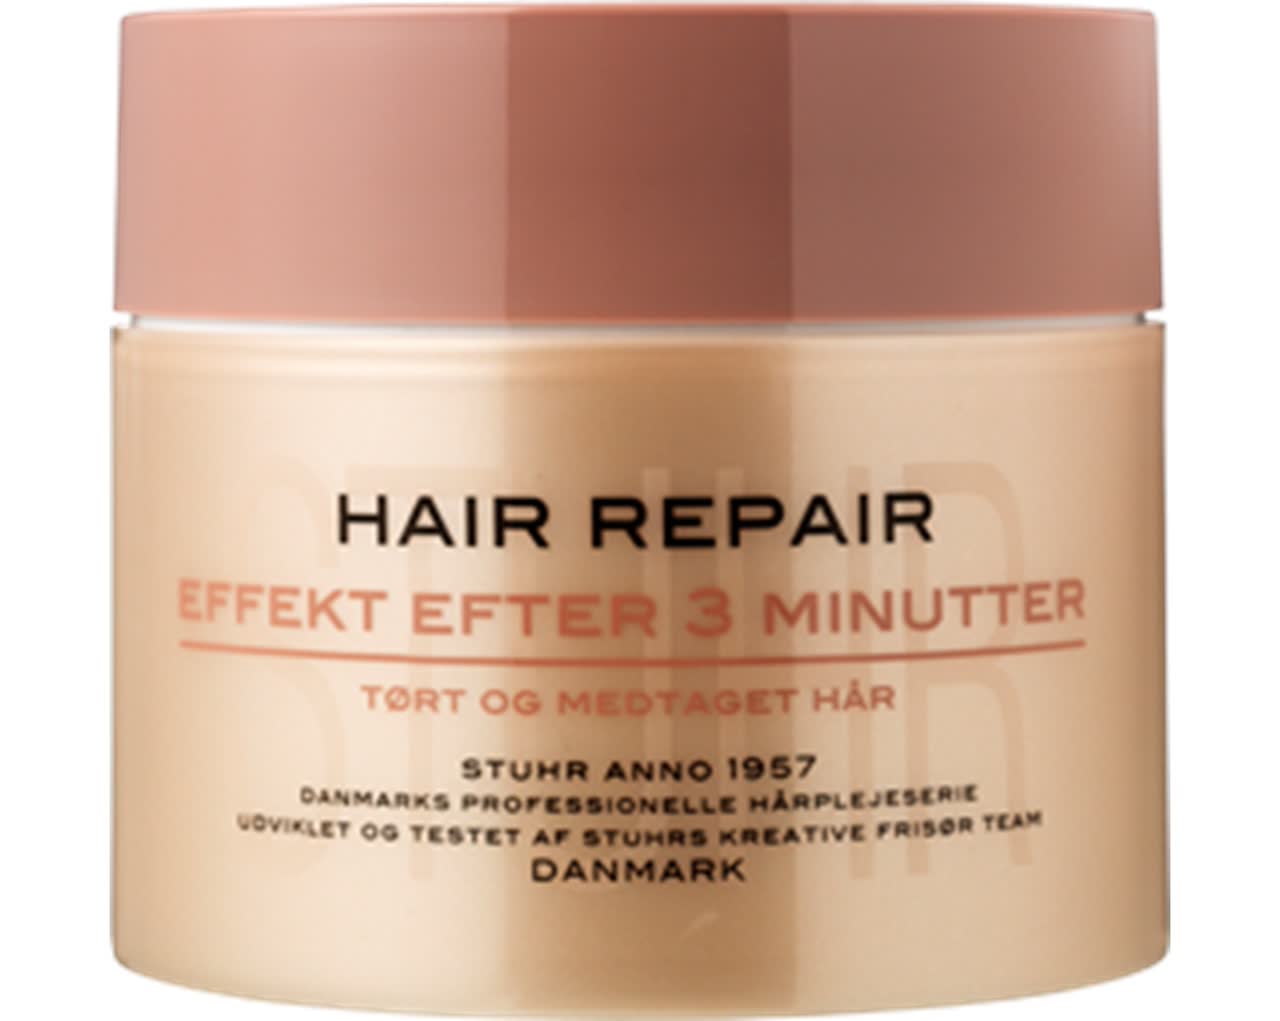 STUHR
HAIR REPAIR
EFFEKT EFTER 3 MINUTTER
TØRT OG MEDTAGET HÅR
STUHR ANNO 1957
DANMARKS PROFESSIONELLE HÅRPLEJESERIE
UDVIKLET OG TESTET AF STUHRS KREATIVE FRISØR TEAM
DANMARK